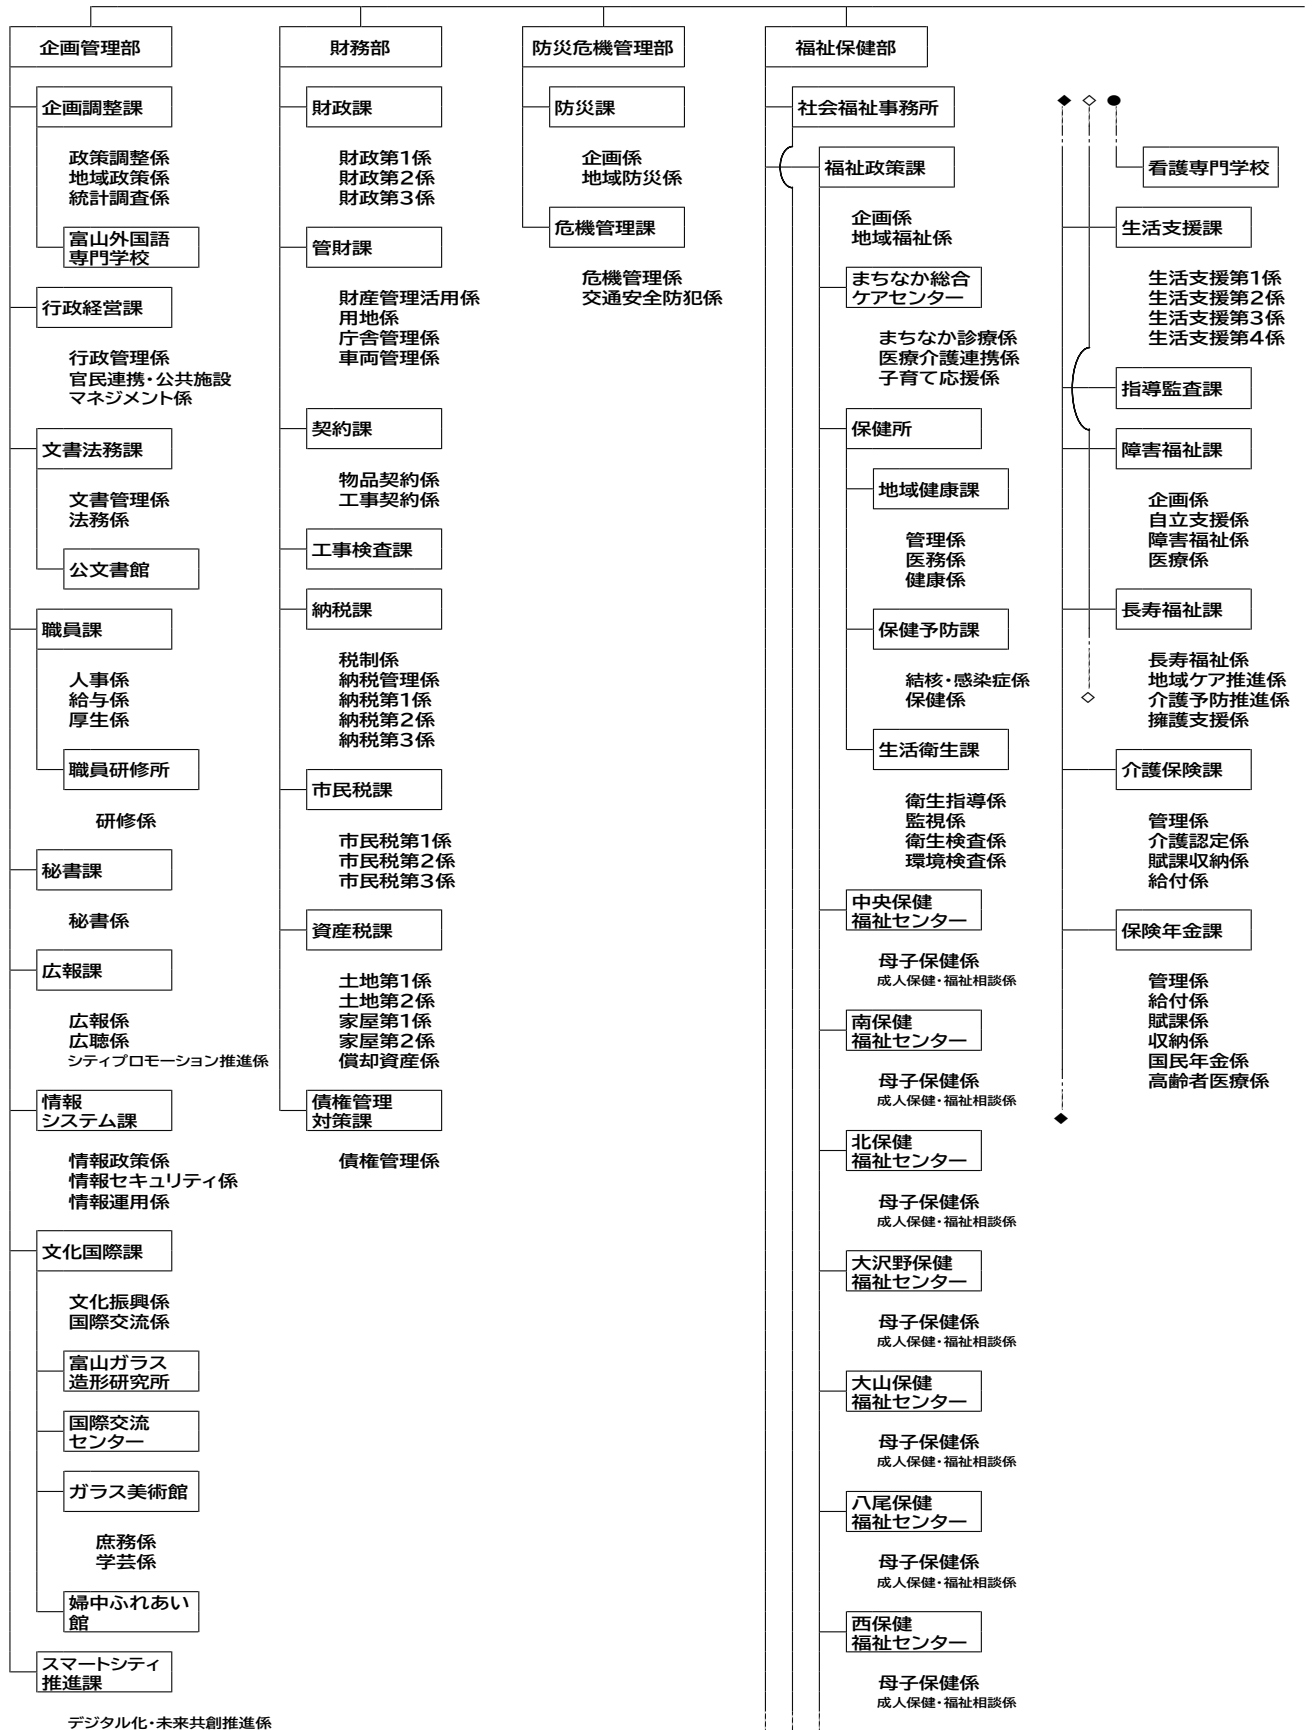 企画管理部
企画調整課
政策調整係
地域政策係
統計調査係
富山外国語
専門学校
行政経営課
行政管理係
官民連携・公共施設
マネジメント係
文書法務課
文書管理係
法務係
公文書館
職員課
人事係
給与係
厚生係
職員研修所
研修係
秘書課
秘書係
広報課
広報係
広聴係
シティプロモーション推進係
情報
システム課
情報政策係
情報セキュリティ係
情報運用係
文化国際課
文化振興係
国際交流係
富山ガラス
造形研究所
国際交流
センター
ガラス美術館
庶務係
学芸係
婦中ふれあい
館
スマートシティ
推進課
デジタル化・未来共創推進係
財務部
財政課
財政第1係
財政第2係
財政第3係
管財課
財産管理活用係
用地係
庁舎管理係
車両管理係
契約課
物品契約係
工事契約係
工事検査課
納税課
税制係
納税管理係
納税第1係
納税第2係
納税第3係
市民税課
市民税第1係
市民税第2係
市民税第3係
資産税課
土地第1係
土地第2係
家屋第1係
家屋第2係
償却資産係
債権管理
対策課
債権管理係
防災危機管理部
防災課
企画係
地域防災係
危機管理課
危機管理係
交通安全防犯係
福祉保健部
社会福祉事務所
福祉政策課
企画係
地域福祉係
まちなか総合
ケアセンター
まちなか診療係
医療介護連携係
子育て応援係
保健所
地域健康課
管理係
医務係
健康係
保健予防課
結核・感染症係
保健係
生活衛生課
衛生指導係
監視係
衛生検査係
環境検査係
中央保健
福祉センター
母子保健係
成人保健・福祉相談係
南保健
福祉センター
母子保健係
成人保健・福祉相談係
北保健
福祉センター
母子保健係
成人保健・福祉相談係
大沢野保健
福祉センター
母子保健係
成人保健・福祉相談係
大山保健
福祉センター
母子保健係
成人保健・福祉相談係
八尾保健
福祉センター
母子保健係
成人保健・福祉相談係
西保健
福祉センター
母子保健係
成人保健・福祉相談係
看護専門学校
生活支援課
生活支援第1係
生活支援第2係
生活支援第3係
生活支援第4係
指導監査課
障害福祉課
企画係
自立支援係
障害福祉係
医療係
長寿福祉課
長寿福祉係
地域ケア推進係
介護予防推進係
擁護支援係
介護保険課
管理係
介護認定係
賦課収納係
給付係
保険年金課
管理係
給付係
賦課係
収納係
国民年金係
高齢者医療係